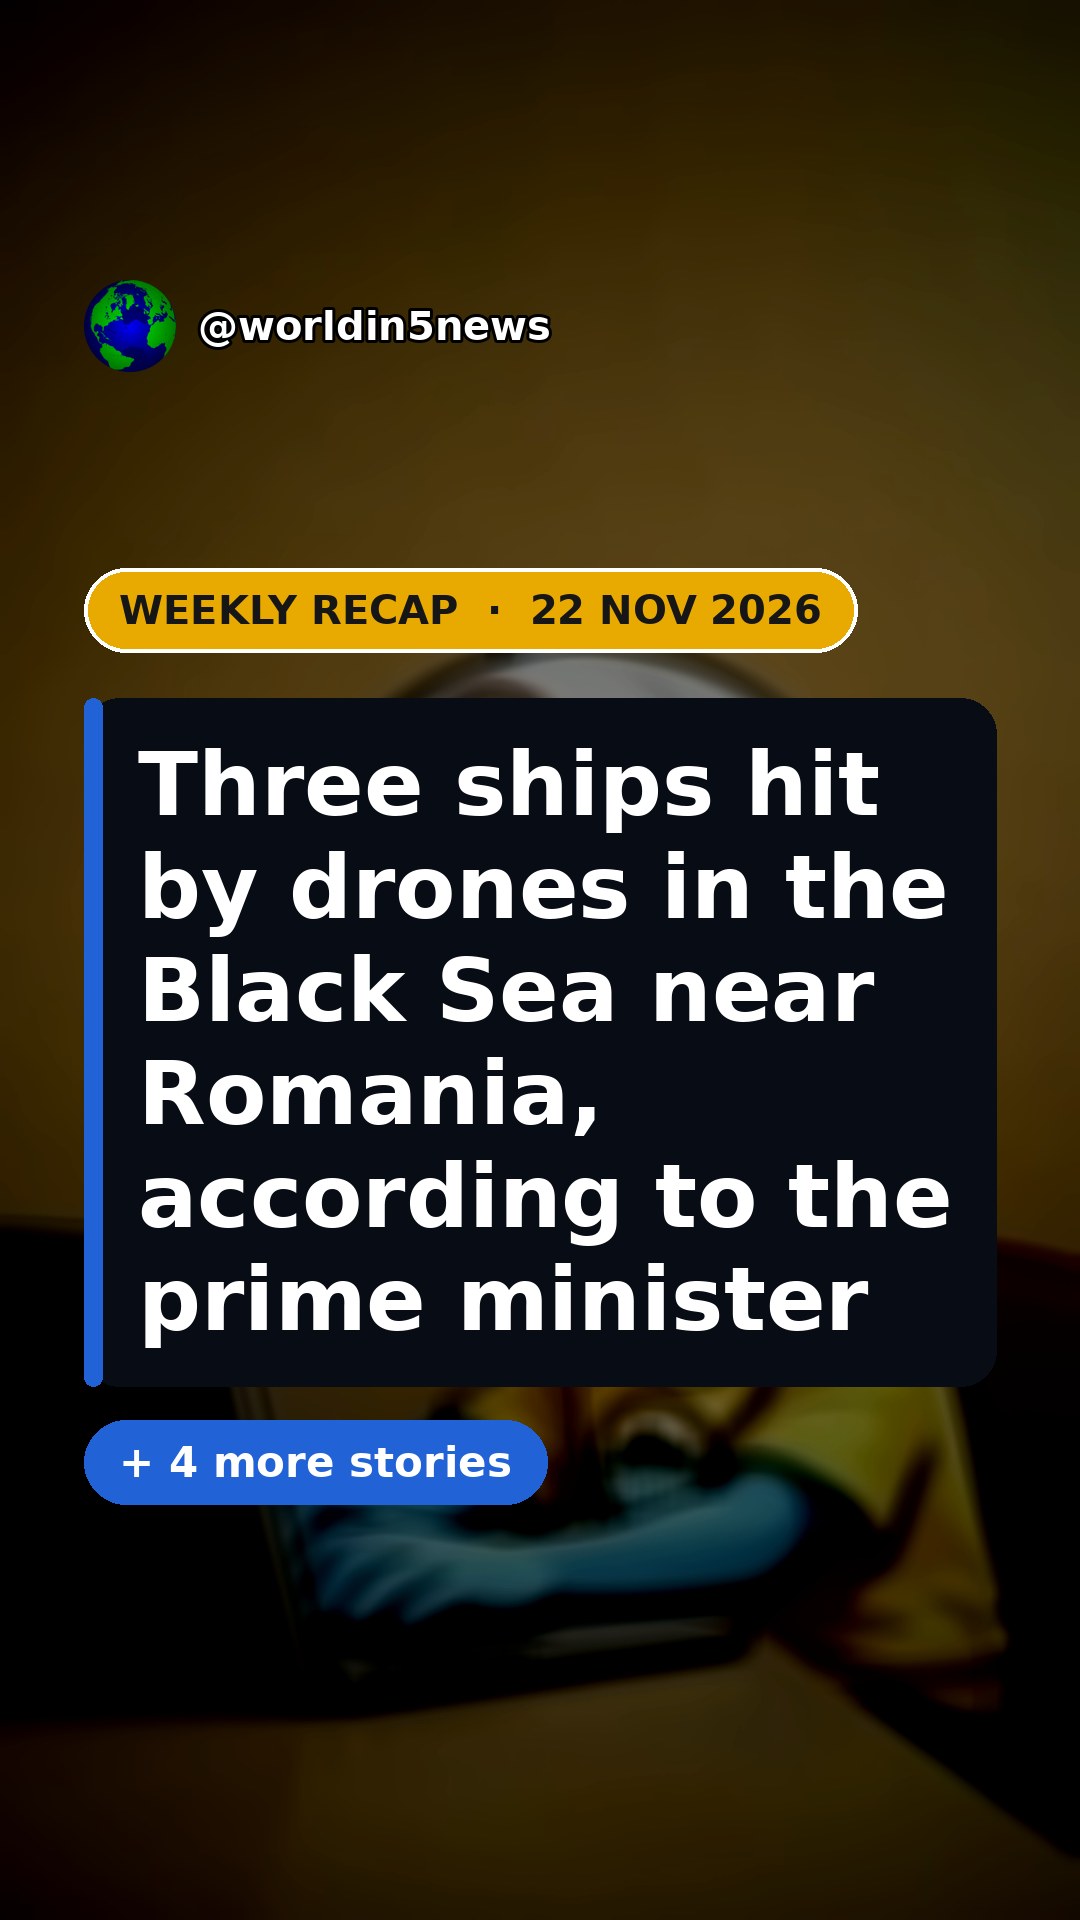 @worldin5news
WEEKLY RECAP · 22 NOV 2026
Three ships hit
by drones in the
Black Sea near
Romania,
according to the
prime minister
+ 4 more stories